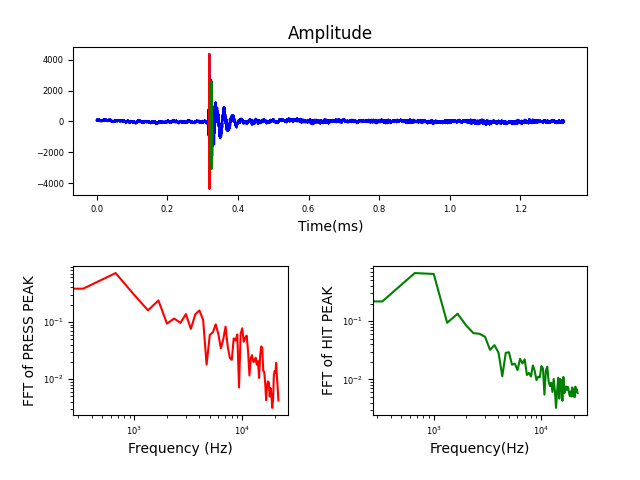 Amplitude
4000
2000
0
−2000
−4000
0.0 0.2 0.4 0.6 0.8 1.0 1.2
Time(ms)
FFT of PRESS PEAK
10⁻¹
10⁻²
10³ 10⁴
Frequency (Hz)
FFT of HIT PEAK
10⁻¹
10⁻²
10³ 10⁴
Frequency(Hz)